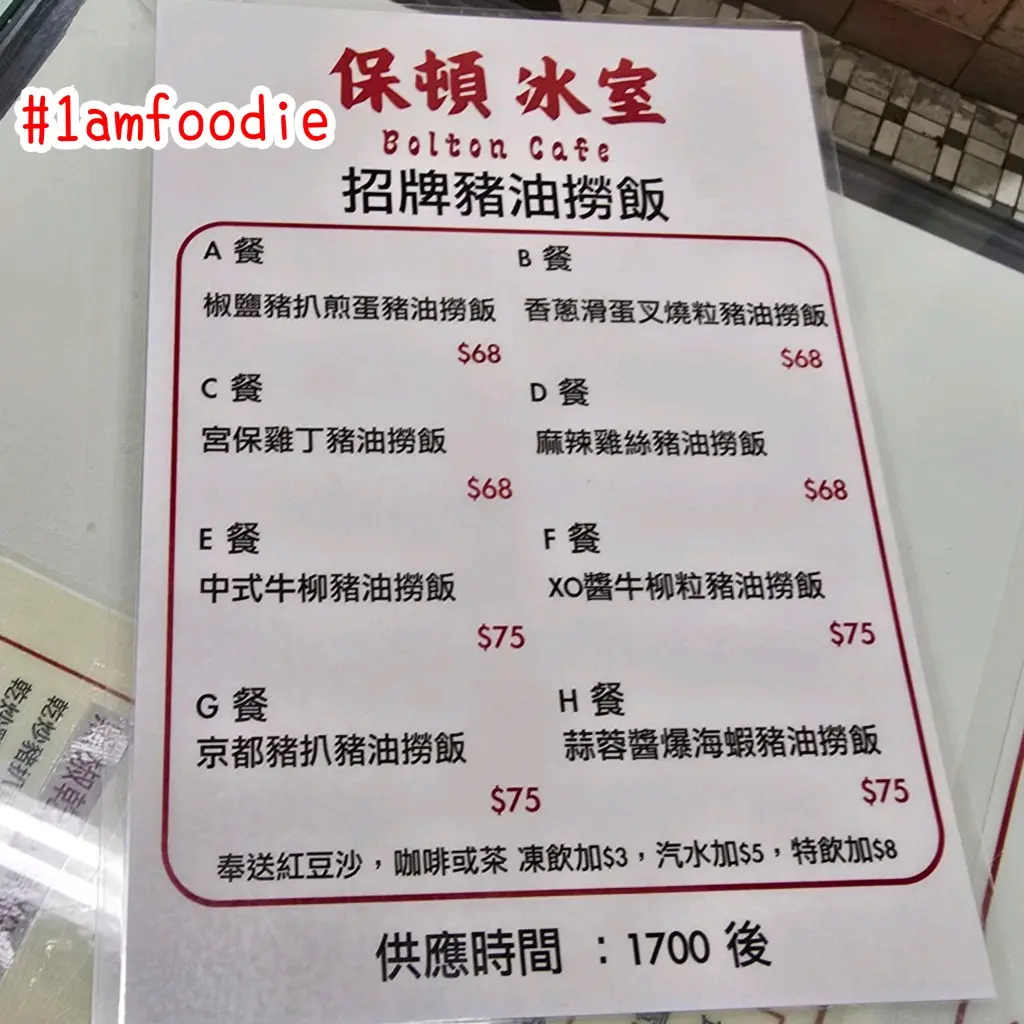 #1amfoodie
保頓冰室
Bolton Cafe
招牌豬油撈飯
A 餐
椒鹽豬扒煎蛋豬油撈飯
$68
B 餐
香蔥滑蛋叉燒粒豬油撈飯
$68
C 餐
宮保雞丁豬油撈飯
$68
D 餐
麻辣雞絲豬油撈飯
$68
E 餐
中式牛柳豬油撈飯
$75
F 餐
XO醬牛柳粒豬油撈飯
$75
G 餐
京都豬扒豬油撈飯
$75
H 餐
蒜蓉醬爆海蝦豬油撈飯
$75
奉送紅豆沙，咖啡或茶 凍飲加$3，汽水加$5，特飲加$8
供應時間 ：1700 後
乾炒豬扒